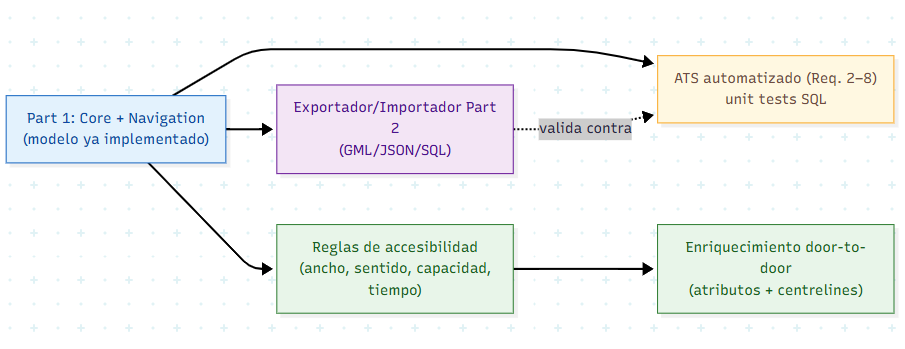 Part 1: Core + Navigation
(modelo ya implementado)
Exportador/Importador Part
2
(GML/JSON/SQL)
valida contra
ATS automatizado (Req. 2–8)
unit tests SQL
Reglas de accesibilidad
(ancho, sentido, capacidad,
tiempo)
Enriquecimiento door-to-
door
(atributos + centrelines)